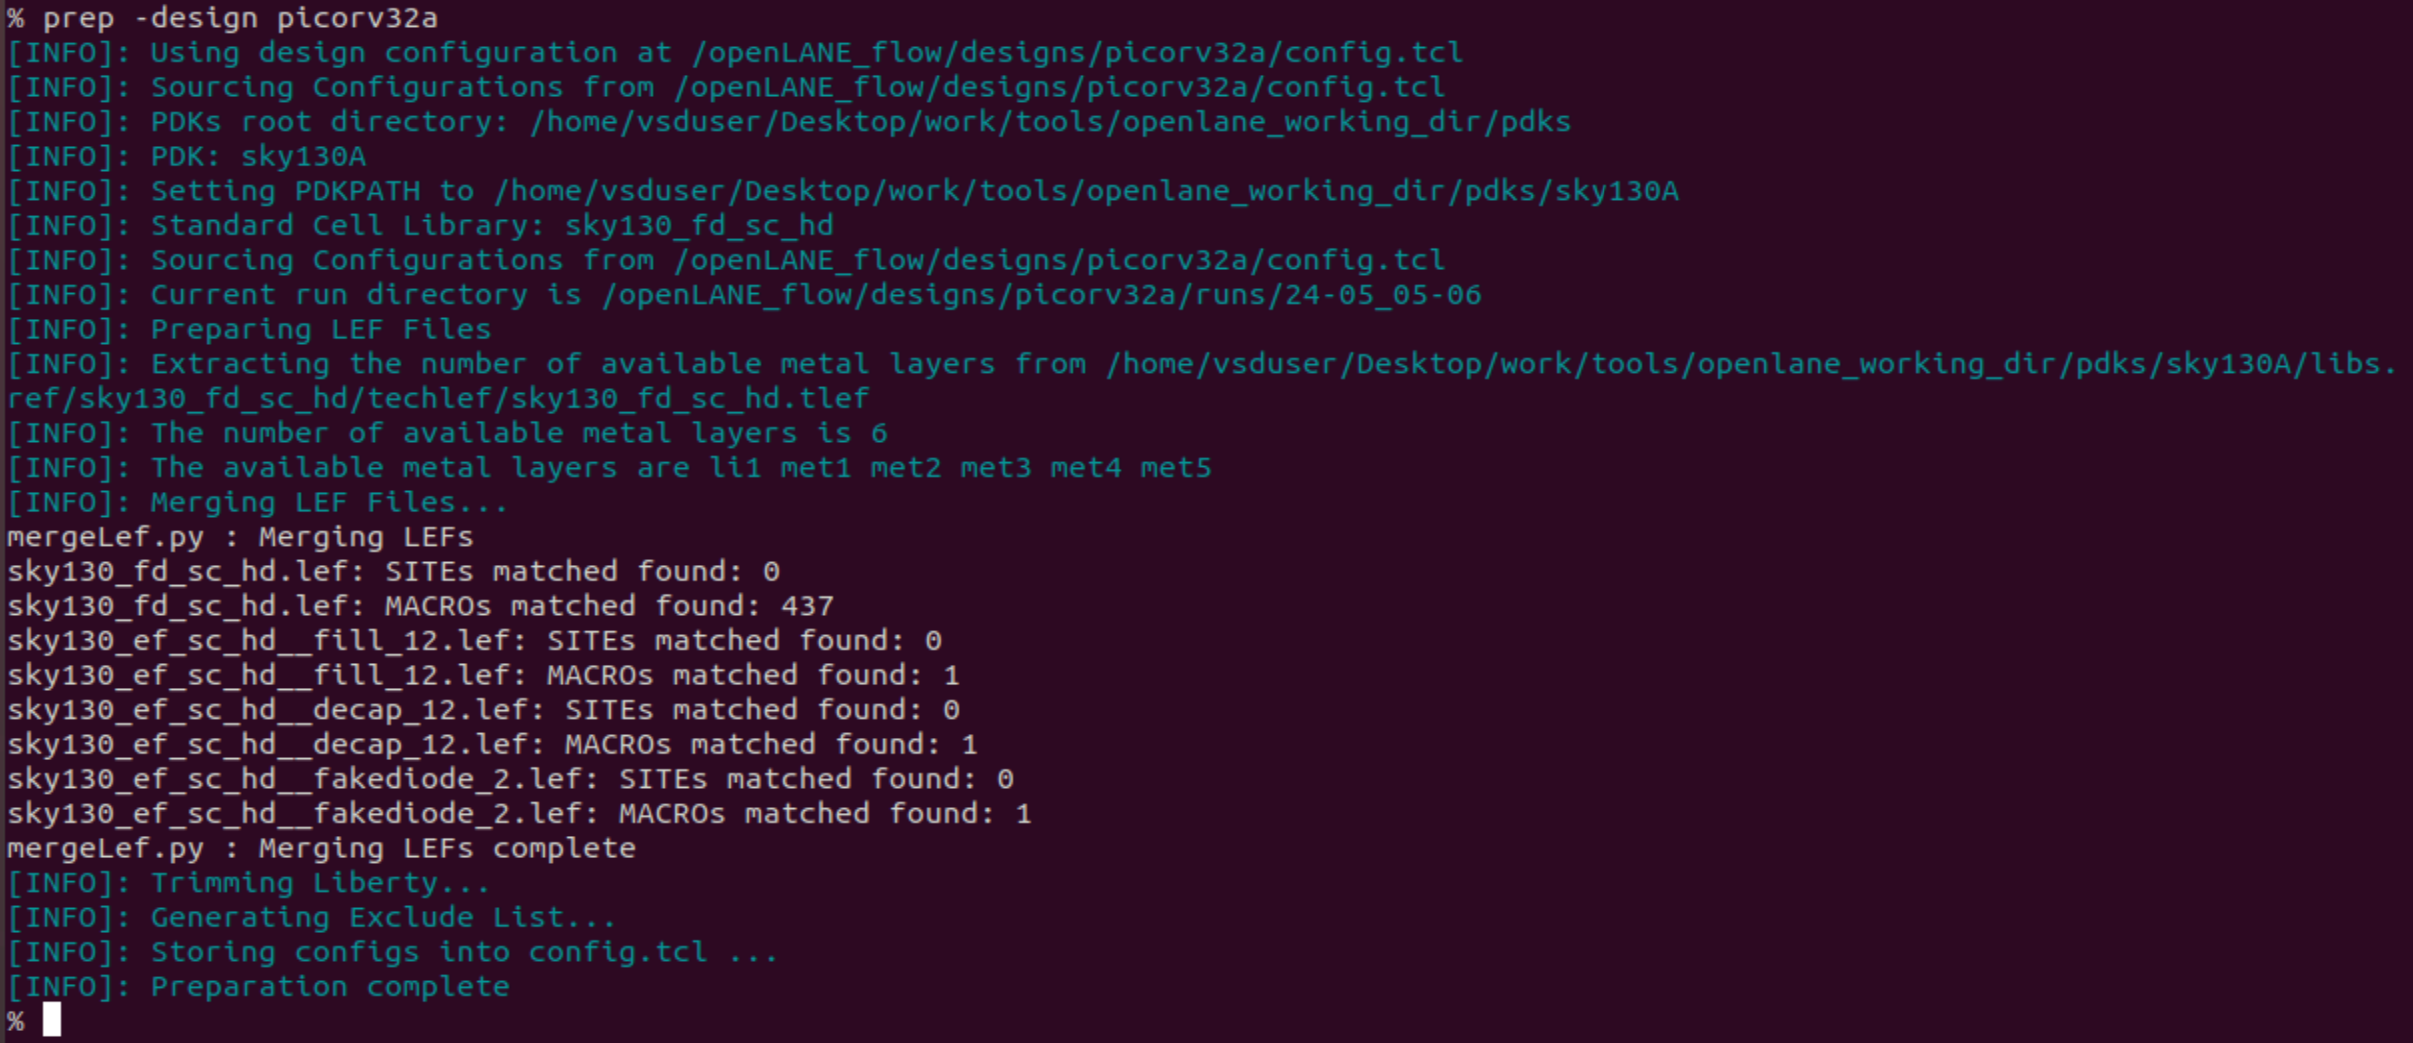 % prep -design picorv32a
[INFO]: Using design configuration at /openLANE_flow/designs/picorv32a/config.tcl
[INFO]: Sourcing Configurations from /openLANE_flow/designs/picorv32a/config.tcl
[INFO]: PDKs root directory: /home/vsduser/Desktop/work/tools/openlane_working_dir/pdks
[INFO]: PDK: sky130A
[INFO]: Setting PDKPATH to /home/vsduser/Desktop/work/tools/openlane_working_dir/pdks/sky130A
[INFO]: Standard Cell Library: sky130_fd_sc_hd
[INFO]: Sourcing Configurations from /openLANE_flow/designs/picorv32a/config.tcl
[INFO]: Current run directory is /openLANE_flow/designs/picorv32a/runs/24-05_05-06
[INFO]: Preparing LEF Files
[INFO]: Extracting the number of available metal layers from /home/vsduser/Desktop/work/tools/openlane_working_dir/pdks/sky130A/libs.
ref/sky130_fd_sc_hd/techlef/sky130_fd_sc_hd.tlef
[INFO]: The number of available metal layers is 6
[INFO]: The available metal layers are li1 met1 met2 met3 met4 met5
[INFO]: Merging LEF Files...
mergeLef.py : Merging LEFs
sky130_fd_sc_hd.lef: SITEs matched found: 0
sky130_fd_sc_hd.lef: MACROs matched found: 437
sky130_ef_sc_hd__fill_12.lef: SITEs matched found: 0
sky130_ef_sc_hd__fill_12.lef: MACROs matched found: 1
sky130_ef_sc_hd__decap_12.lef: SITEs matched found: 0
sky130_ef_sc_hd__decap_12.lef: MACROs matched found: 1
sky130_ef_sc_hd__fakediode_2.lef: SITEs matched found: 0
sky130_ef_sc_hd__fakediode_2.lef: MACROs matched found: 1
mergeLef.py : Merging LEFs complete
[INFO]: Trimming Liberty...
[INFO]: Generating Exclude List...
[INFO]: Storing configs into config.tcl ...
[INFO]: Preparation complete
%